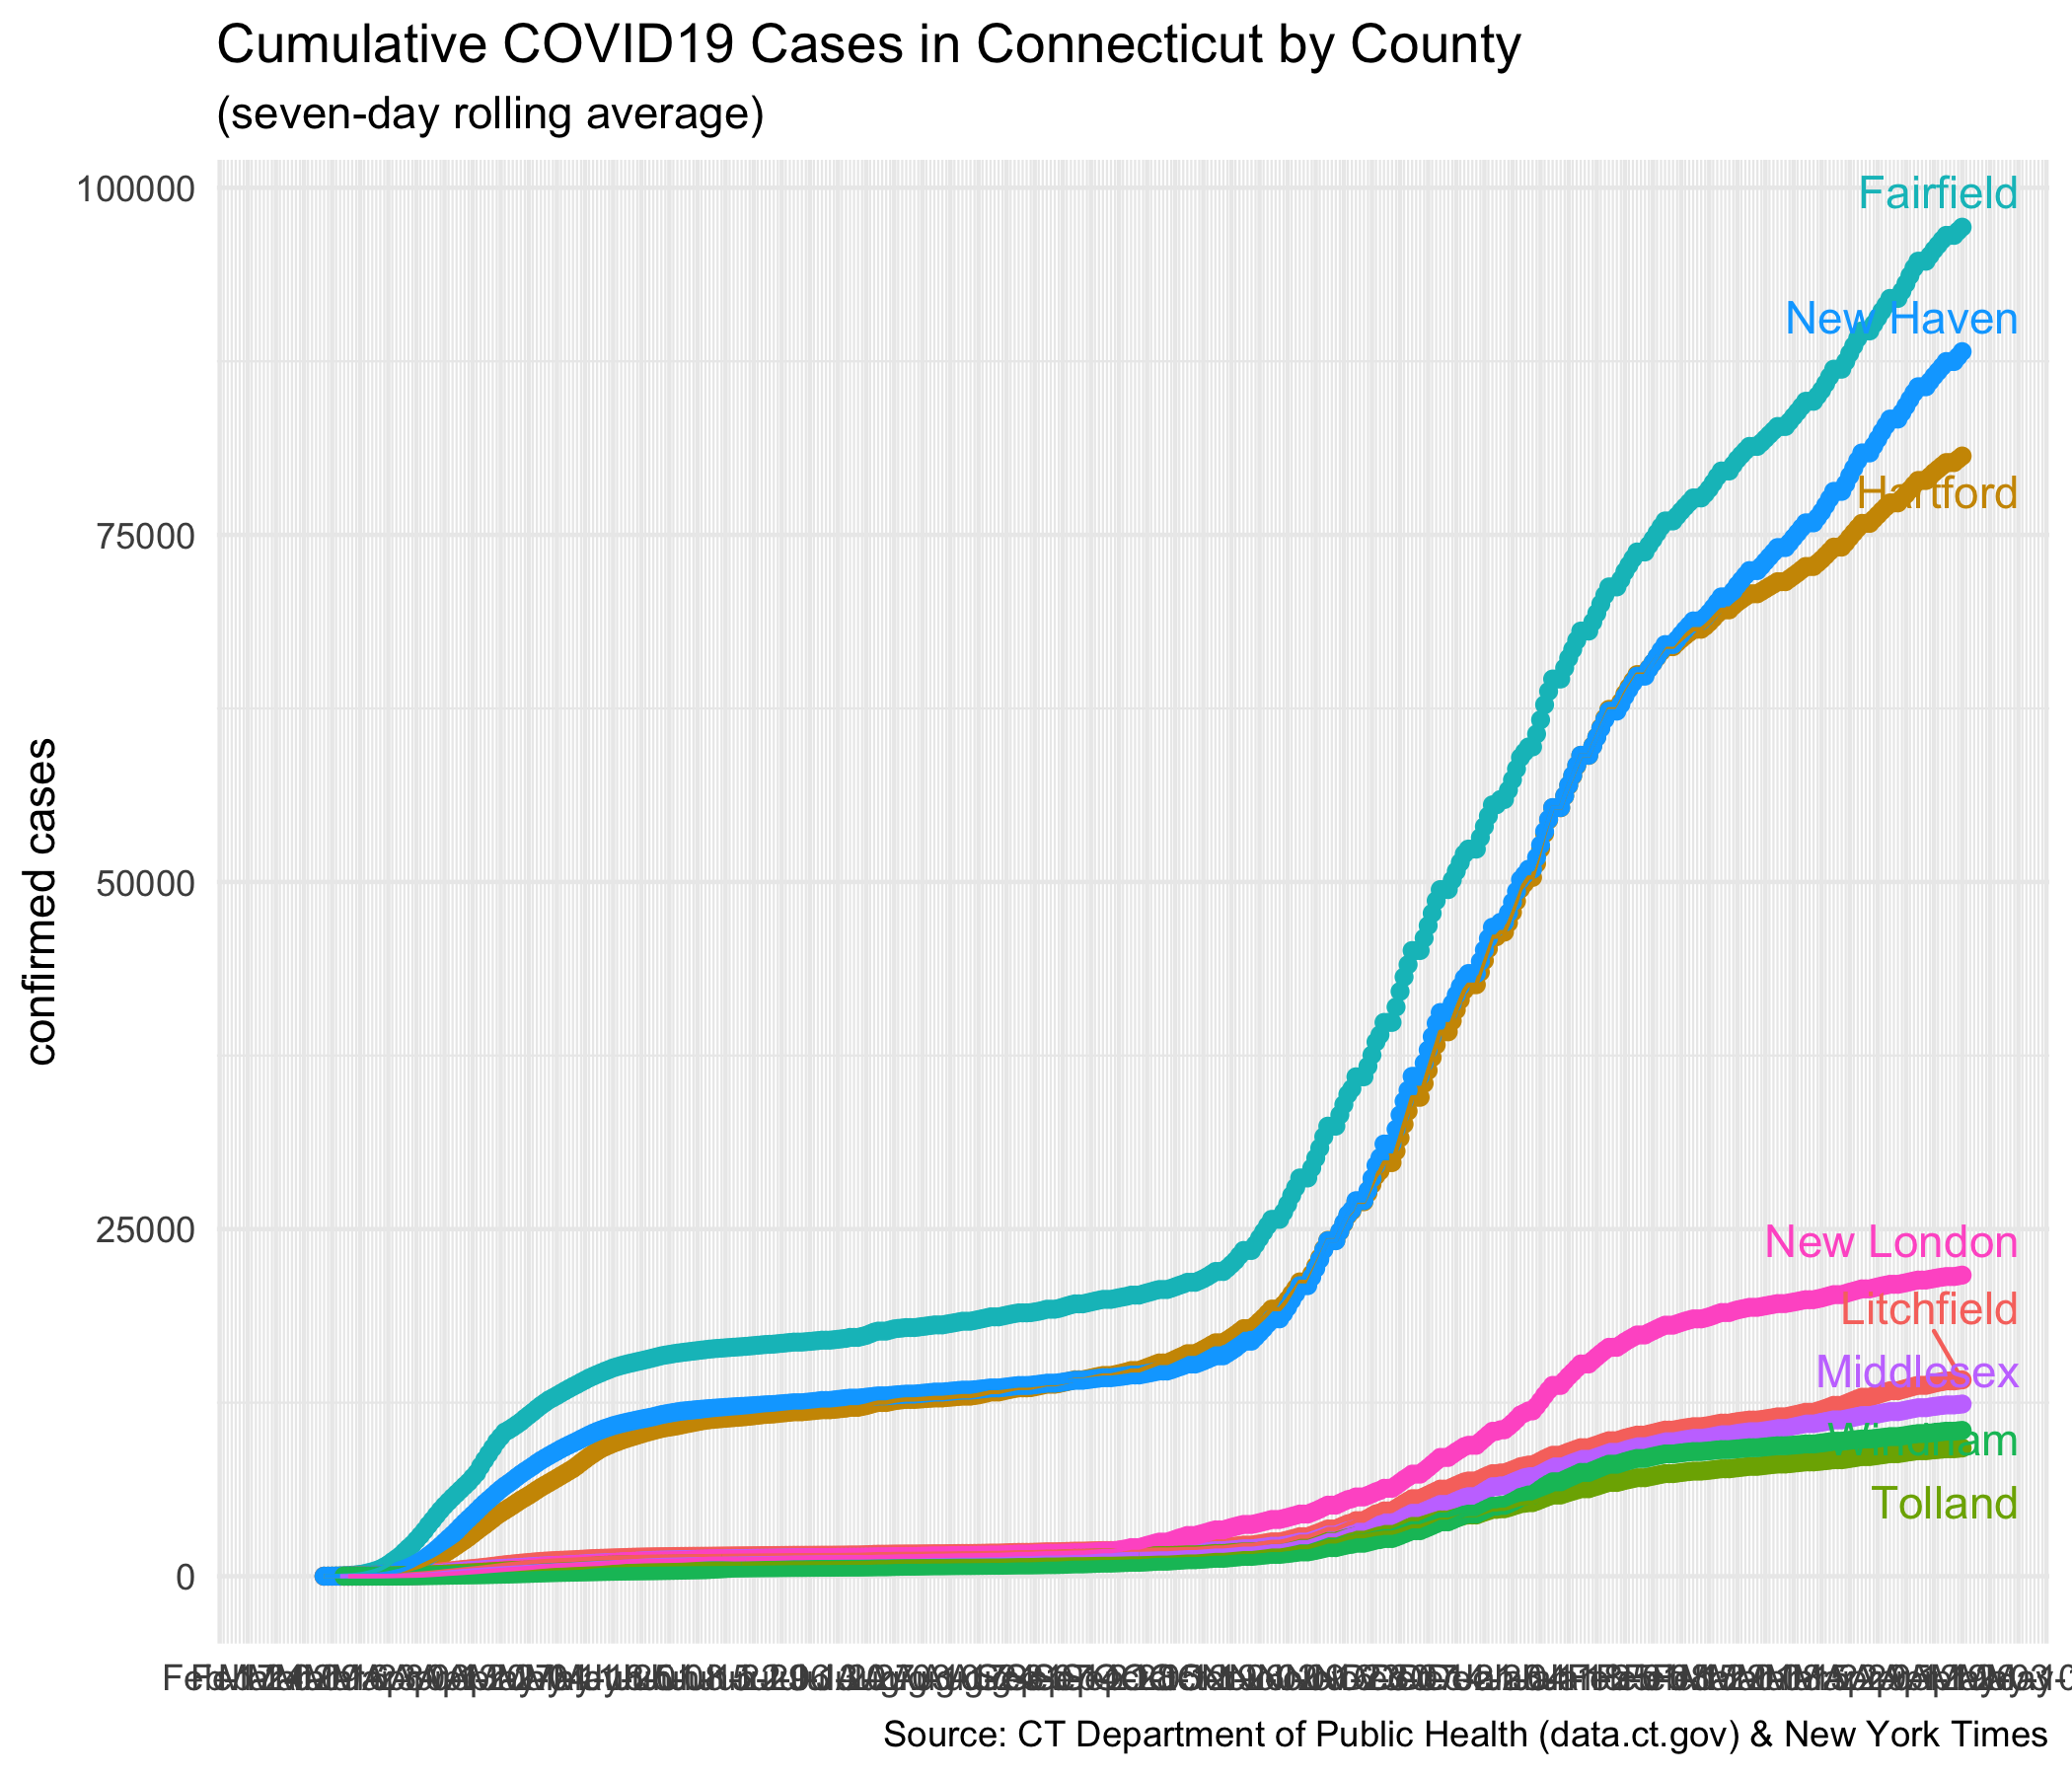 Cumulative COVID19 Cases in Connecticut by County
(seven-day rolling average)
100000
75000
50000
25000
0
confirmed cases
Fairfield
New Haven
Hartford
New London
Litchfield
Middlesex
Windham
Tolland
Source: CT Department of Public Health (data.ct.gov) & New York Times